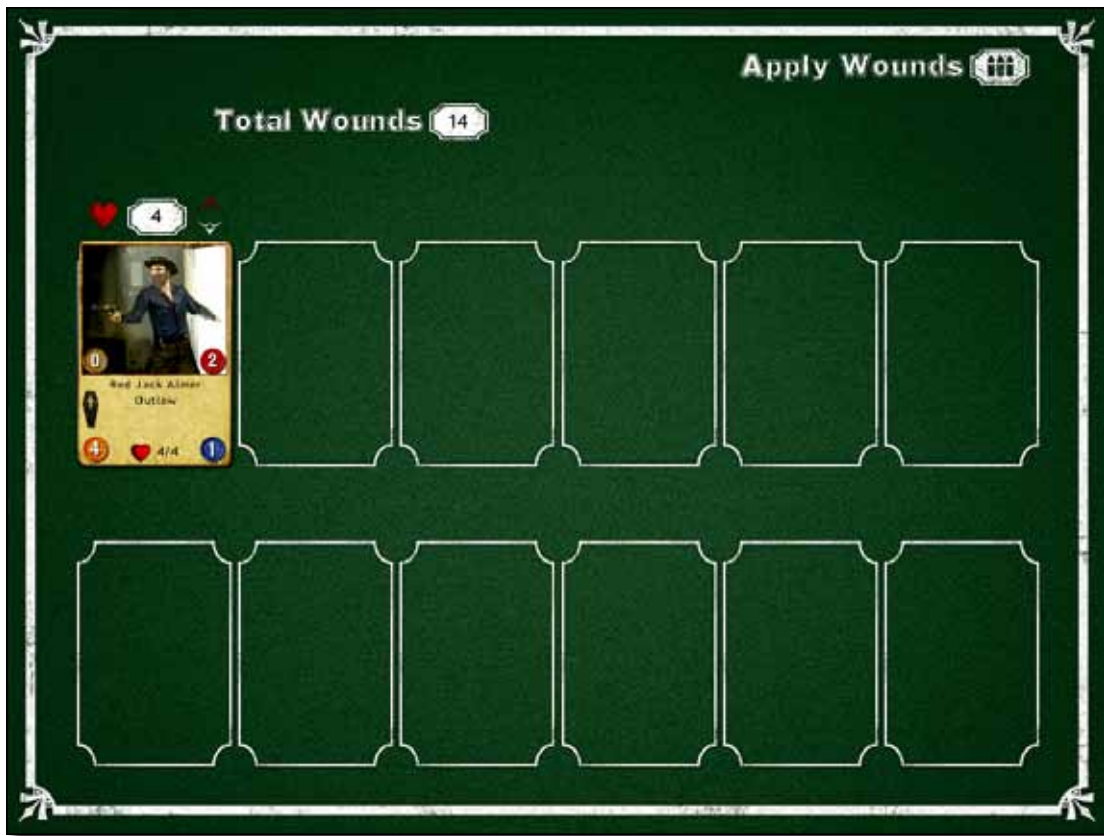 Apply Wounds
Total Wounds 14
4
0 2
Red Jack Almer
Outlaw
4 4/4 1